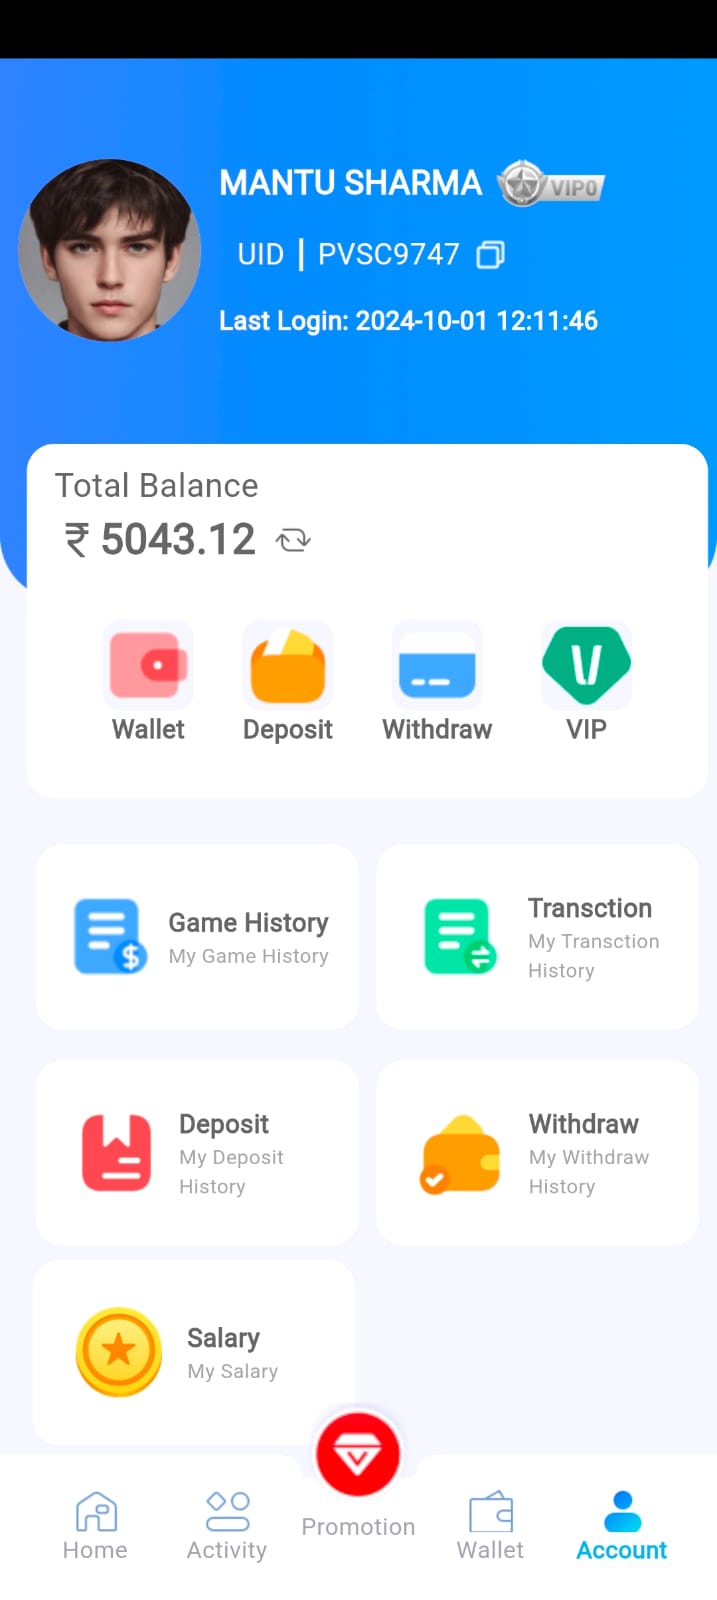 MANTU SHARMA VIP0
UID | PVSC9747
Last Login: 2024-10-01 12:11:46
Total Balance
₹ 5043.12
Wallet Deposit Withdraw VIP
Game History
My Game History
Transction
My Transction
History
Deposit
My Deposit
History
Withdraw
My Withdraw
History
Salary
My Salary
Home Activity Promotion Wallet Account